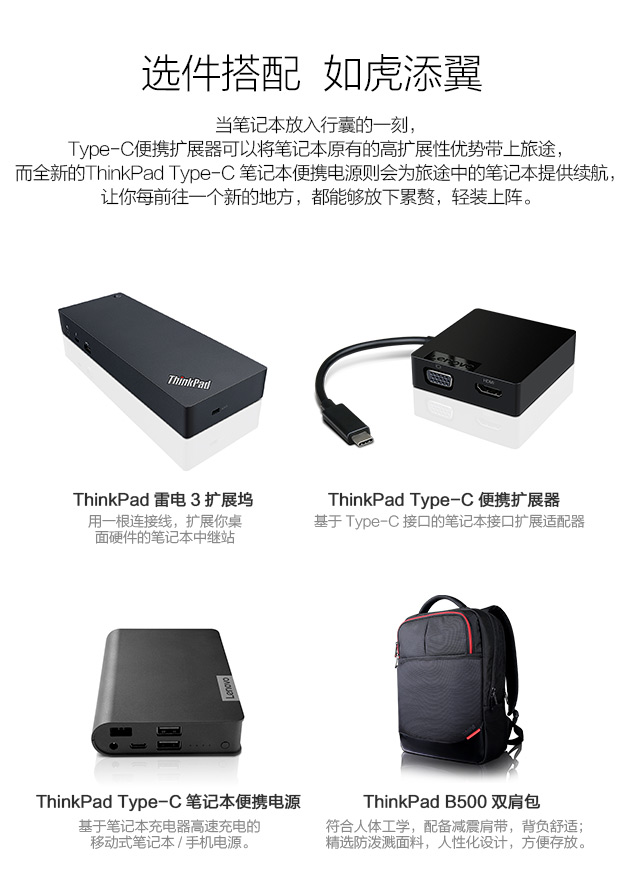 选件搭配 如虎添翼
当笔记本放入行囊的一刻，
Type-C便携扩展器可以将笔记本原有的高扩展性优势带上旅途，
而全新的ThinkPad Type-C 笔记本便携电源则会为旅途中的笔记本提供续航，
让你每前往一个新的地方，都能够放下累赘，轻装上阵。
ThinkPad
Lenovo
HDMI
ThinkPad 雷电 3 扩展坞
用一根连接线，扩展你桌
面硬件的笔记本中继站
ThinkPad Type-C 便携扩展器
基于 Type-C 接口的笔记本接口扩展适配器
Lenovo
ThinkPad Type-C 笔记本便携电源
基于笔记本充电器高速充电的
移动式笔记本 / 手机电源。
ThinkPad B500 双肩包
符合人体工学，配备减震肩带，背负舒适；
精选防泼溅面料，人性化设计，方便存放。